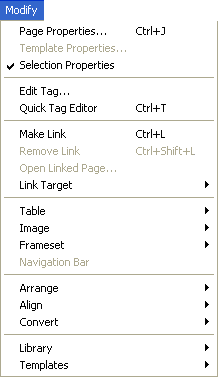 Modify
Page Properties... Ctrl+J
Template Properties...
Selection Properties
Edit Tag...
Quick Tag Editor Ctrl+T
Make Link Ctrl+L
Remove Link Ctrl+Shift+L
Open Linked Page...
Link Target
Table
Image
Frameset
Navigation Bar
Arrange
Align
Convert
Library
Templates